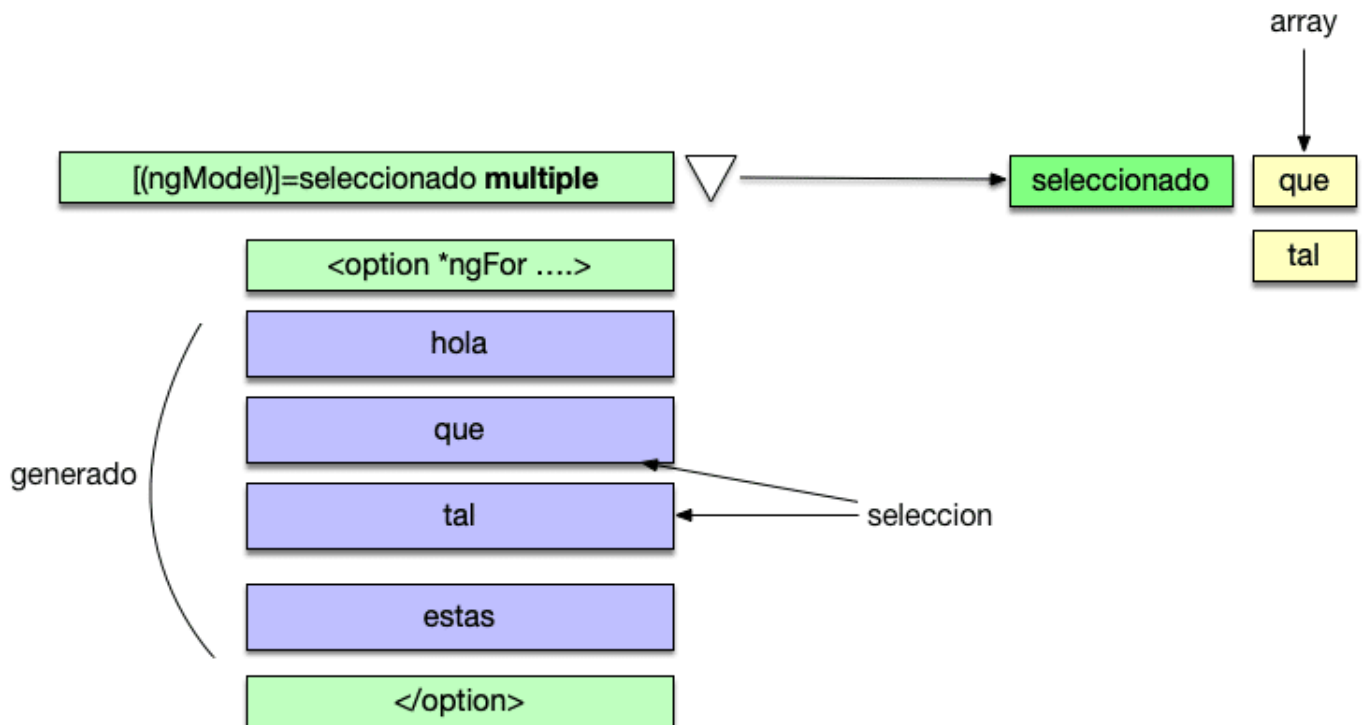 array
[(ngModel)]=seleccionado multiple
seleccionado
que
<option *ngFor ....>
tal
hola
que
generado
tal
seleccion
estas
</option>